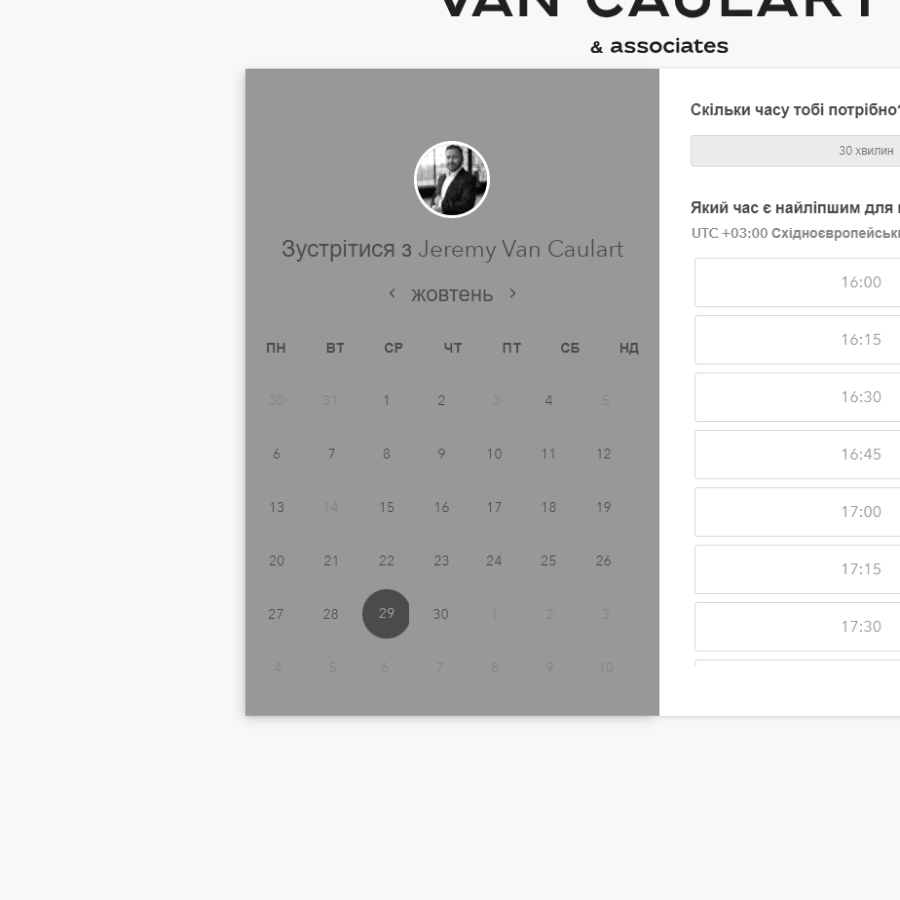 VAN CAULART
& associates
Зустрітися з Jeremy Van Caulart
жовтень
ПН ВТ СР ЧТ ПТ СБ НД
30 31 1 2 3 4 5
6 7 8 9 10 11 12
13 14 15 16 17 18 19
20 21 22 23 24 25 26
27 28 29 30 1 2 3
4 5 6 7 8 9 10
Скільки часу тобі потрібно?
30 хвилин
Який час є найліпшим для
UTC +03:00
16:00
16:15
16:30
16:45
17:00
17:15
17:30